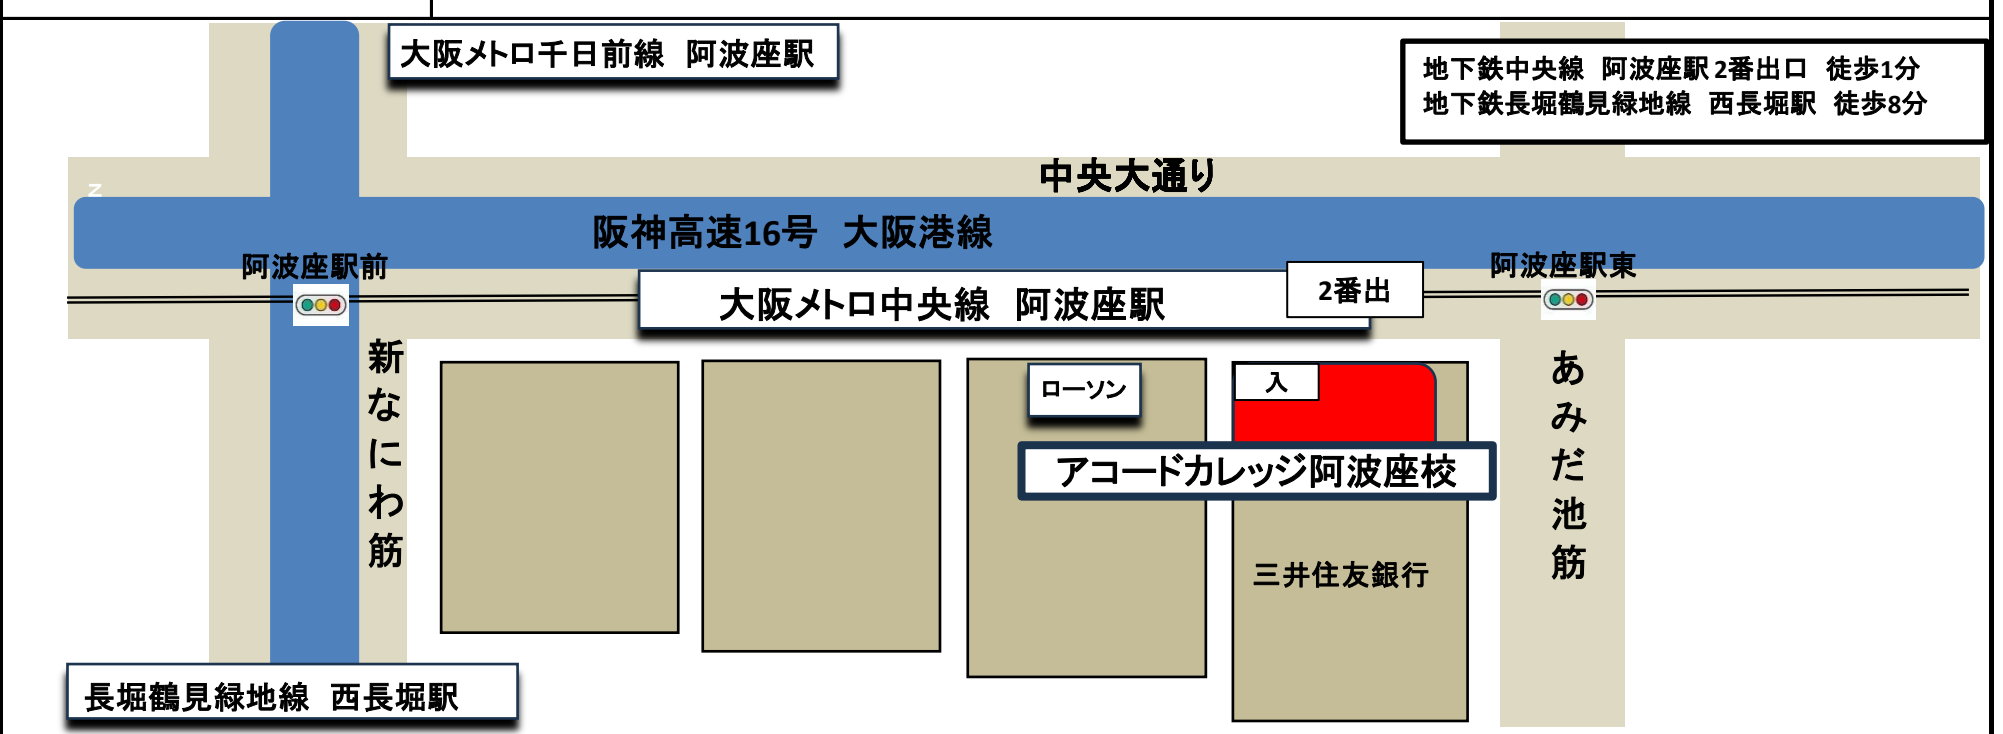 大阪メトロ千日前線　阿波座駅
地下鉄中央線　阿波座駅 2番出口　徒歩1分
地下鉄長堀鶴見緑地線　西長堀駅　徒歩8分
中央大通り
N
阪神高速16号　大阪港線
阿波座駅前
阿波座駅東
大阪メトロ中央線　阿波座駅
2番出
新なにわ筋
ローソン
入
あみだ池筋
アコードカレッジ阿波座校
三井住友銀行
長堀鶴見緑地線　西長堀駅